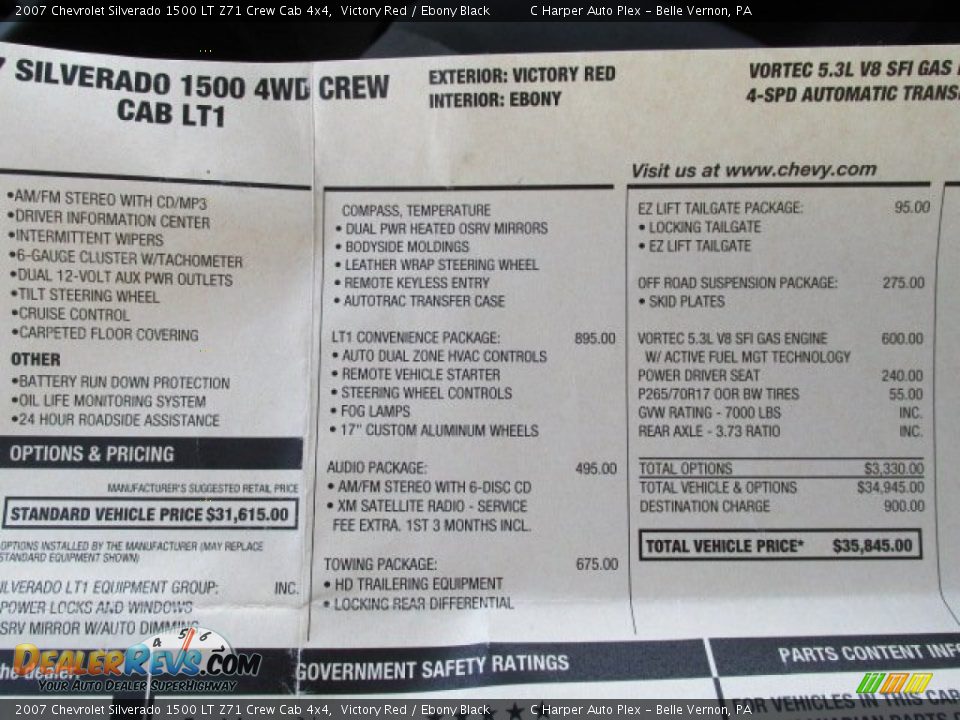 2007 Chevrolet Silverado 1500 LT Z71 Crew Cab 4x4, Victory Red / Ebony Black C Harper Auto Plex - Belle Vernon, PA
7 SILVERADO 1500 4WD CREW
CAB LT1
EXTERIOR: VICTORY RED
INTERIOR: EBONY
VORTEC 5.3L V8 SFI GAS
4-SPD AUTOMATIC TRANS
Visit us at www.chevy.com
•AM/FM STEREO WITH CD/MP3
•DRIVER INFORMATION CENTER
•INTERMITTENT WIPERS
•6-GAUGE CLUSTER W/TACHOMETER
•DUAL 12-VOLT AUX PWR OUTLETS
•TILT STEERING WHEEL
•CRUISE CONTROL
•CARPETED FLOOR COVERING
OTHER
•BATTERY RUN DOWN PROTECTION
•OIL LIFE MONITORING SYSTEM
•24 HOUR ROADSIDE ASSISTANCE
OPTIONS & PRICING
MANUFACTURER'S SUGGESTED RETAIL PRICE
STANDARD VEHICLE PRICE $31,615.00
OPTIONS INSTALLED BY THE MANUFACTURER (MAY REPLACE
STANDARD EQUIPMENT SHOWN)
ILVERADO LT1 EQUIPMENT GROUP: INC.
POWER LOCKS AND WINDOWS
SRV MIRROR W/AUTO DIMMING
COMPASS, TEMPERATURE
• DUAL PWR HEATED OSRV MIRRORS
• BODYSIDE MOLDINGS
• LEATHER WRAP STEERING WHEEL
• REMOTE KEYLESS ENTRY
• AUTOTRAC TRANSFER CASE
LT1 CONVENIENCE PACKAGE: 895.00
• AUTO DUAL ZONE HVAC CONTROLS
• REMOTE VEHICLE STARTER
• STEERING WHEEL CONTROLS
• FOG LAMPS
• 17" CUSTOM ALUMINUM WHEELS
AUDIO PACKAGE: 495.00
• AM/FM STEREO WITH 6-DISC CD
• XM SATELLITE RADIO - SERVICE
FEE EXTRA. 1ST 3 MONTHS INCL.
TOWING PACKAGE: 675.00
• HD TRAILERING EQUIPMENT
• LOCKING REAR DIFFERENTIAL
EZ LIFT TAILGATE PACKAGE: 95.00
• LOCKING TAILGATE
• EZ LIFT TAILGATE
OFF ROAD SUSPENSION PACKAGE: 275.00
• SKID PLATES
VORTEC 5.3L V8 SFI GAS ENGINE 600.00
W/ ACTIVE FUEL MGT TECHNOLOGY
POWER DRIVER SEAT 240.00
P265/70R17 OOR BW TIRES 55.00
GVW RATING - 7000 LBS INC.
REAR AXLE - 3.73 RATIO INC.
TOTAL OPTIONS $3,330.00
TOTAL VEHICLE & OPTIONS $34,945.00
DESTINATION CHARGE 900.00
TOTAL VEHICLE PRICE* $35,845.00
the dealer.
GOVERNMENT SAFETY RATINGS
PARTS CONTENT INF
FOR VEHICLES IN THIS CAR
DEALERREVS.COM
YOUR AUTO DEALER SUPERHIGHWAY
2007 Chevrolet Silverado 1500 LT Z71 Crew Cab 4x4, Victory Red / Ebony Black C Harper Auto Plex - Belle Vernon, PA